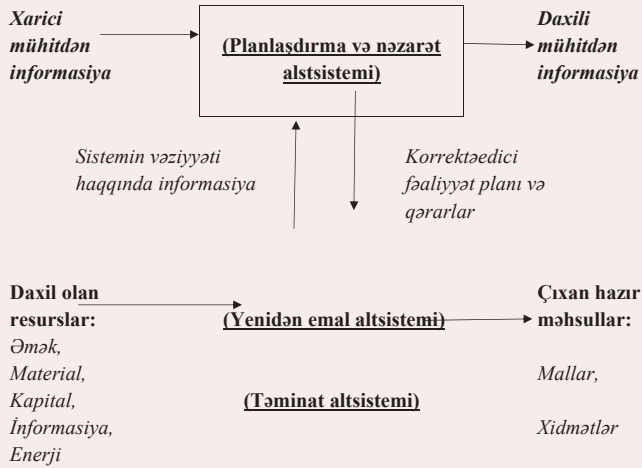 Xarici
mühitdən
informasiya
(Planlaşdırma və nəzarət
alstsistemi)
Daxili
mühitdən
informasiya
Sistemin vəziyyəti
haqqında informasiya
Korrektəedici
fəaliyyət planı və
qərarlar
Daxil olan
resurslar:
Əmək,
Material,
Kapital,
İnformasiya,
Enerji
(Yenidən emal altsistemi)
(Təminat altsistemi)
Çıxan hazır
məhsullar:
Mallar,
Xidmətlər